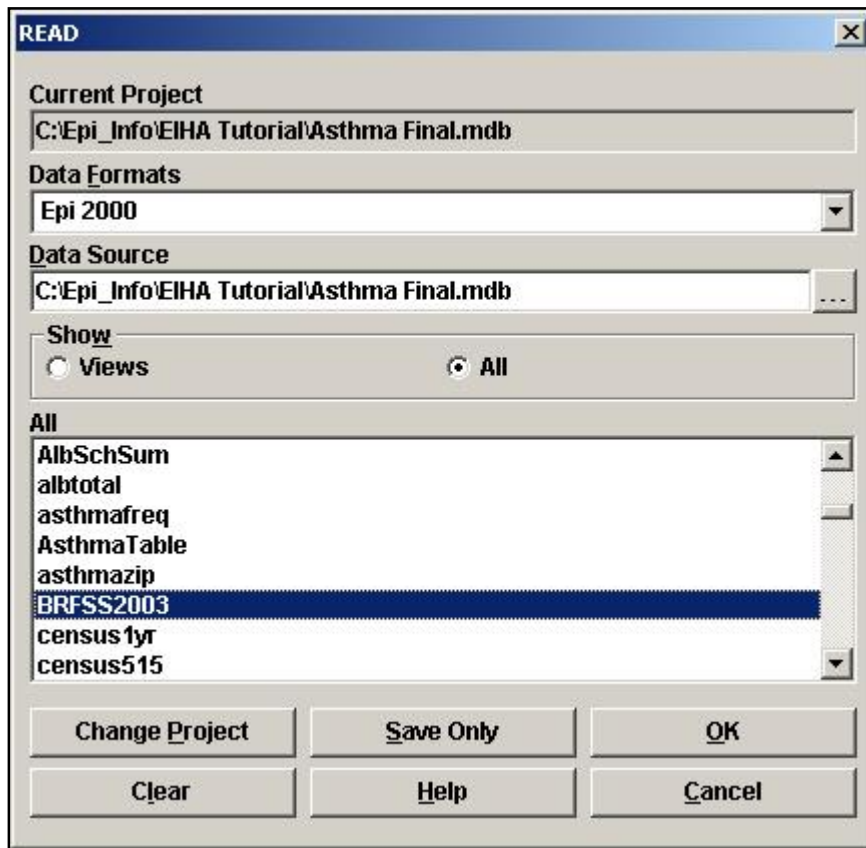 READ
Current Project
C:\Epi_Info\EIHA Tutorial\Asthma Final.mdb
Data Formats
Epi 2000
Data Source
C:\Epi_Info\EIHA Tutorial\Asthma Final.mdb
...
Show
Views All
All
AlbSchSum
albtotal
asthmafreq
AsthmaTable
asthmazip
BRFSS2003
census1yr
census515
Change Project Save Only OK
Clear Help Cancel